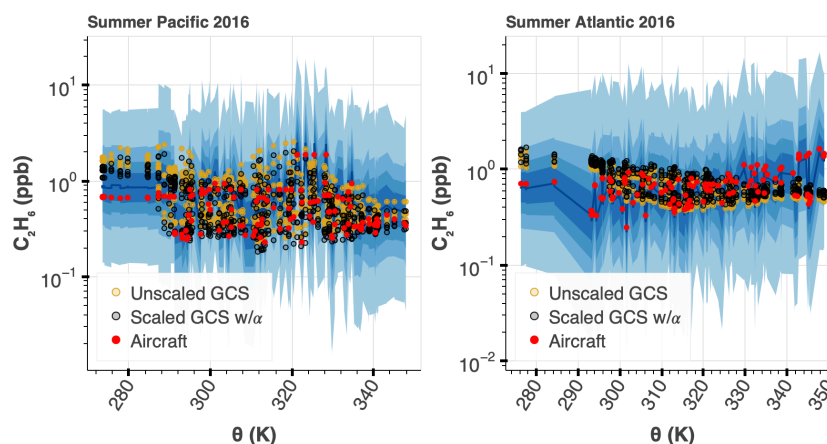 Summer Pacific 2016
C₂H₆ (ppb)
10¹
10⁰
10⁻¹
Unscaled GCS
Scaled GCS w/α
Aircraft
280
300
320
340
θ (K)
Summer Atlantic 2016
C₂H₆ (ppb)
10¹
10⁰
10⁻¹
10⁻²
Unscaled GCS
Scaled GCS w/α
Aircraft
280
290
300
310
320
330
340
350
θ (K)